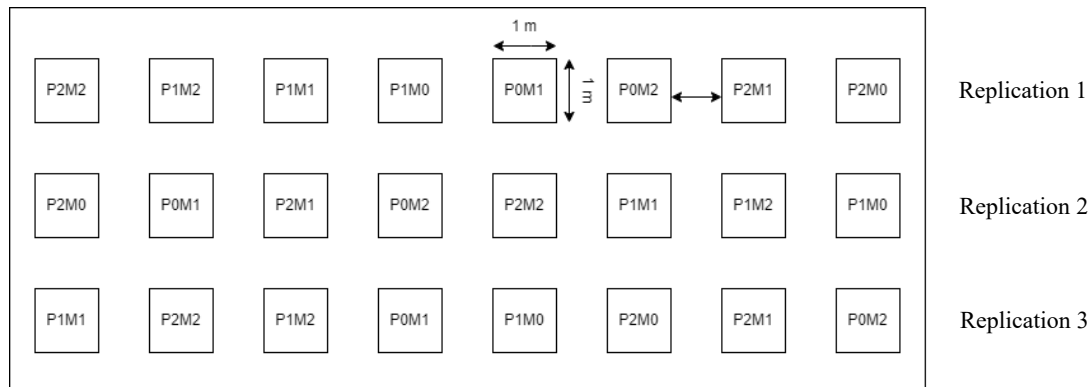 1 m
P2M2 P1M2 P1M1 P1M0 P0M1 1 m P0M2 P2M1 P2M0 Replication 1
P2M0 P0M1 P2M1 P0M2 P2M2 P1M1 P1M2 P1M0 Replication 2
P1M1 P2M2 P1M2 P0M1 P1M0 P2M0 P2M1 P0M2 Replication 3